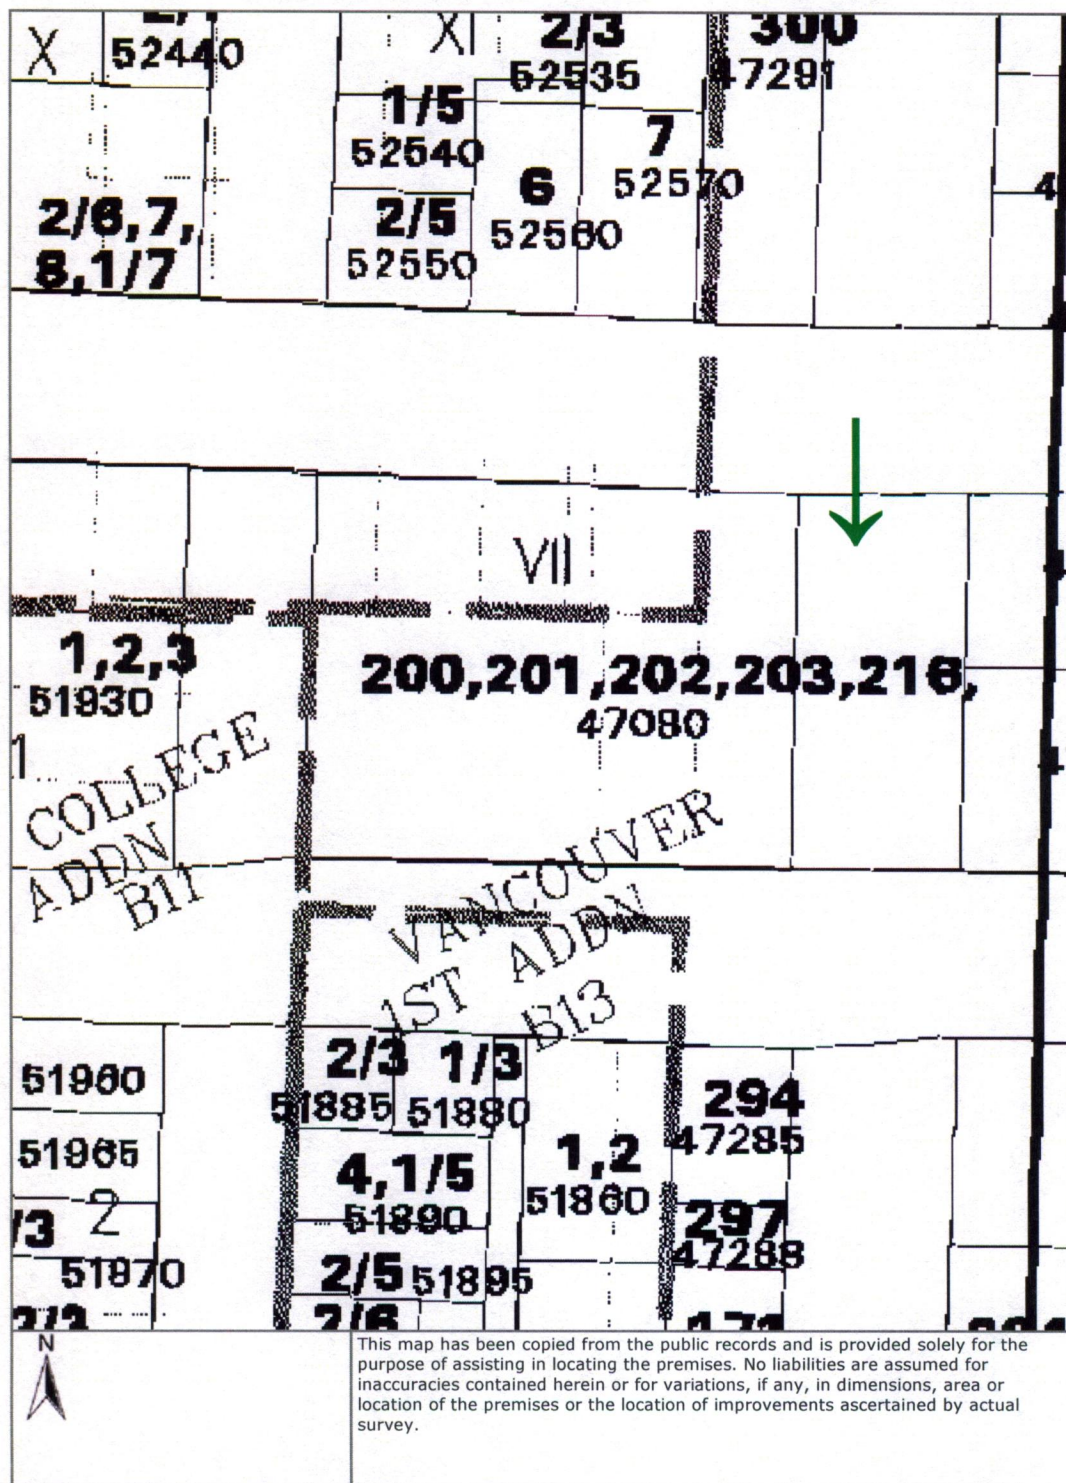 X
52440
XI
2/3
52535
300
47291
1/5
52540
7
52570
6
52560
4
2/6,7,
8,1/7
2/5
52550
VII
1,2,3
51930
200,201,202,203,216,
47080
1
COLLEGE
ADDN
B11
VANCOUVER
1ST ADDN
B13
51960
2/3
51885
1/3
51880
294
47285
51965
4,1/5
51890
1,2
51860
/3
2
51970
2/5
51895
297
47288
2/6
N
This map has been copied from the public records and is provided solely for the
purpose of assisting in locating the premises. No liabilities are assumed for
inaccuracies contained herein or for variations, if any, in dimensions, area or
location of the premises or the location of improvements ascertained by actual
survey.